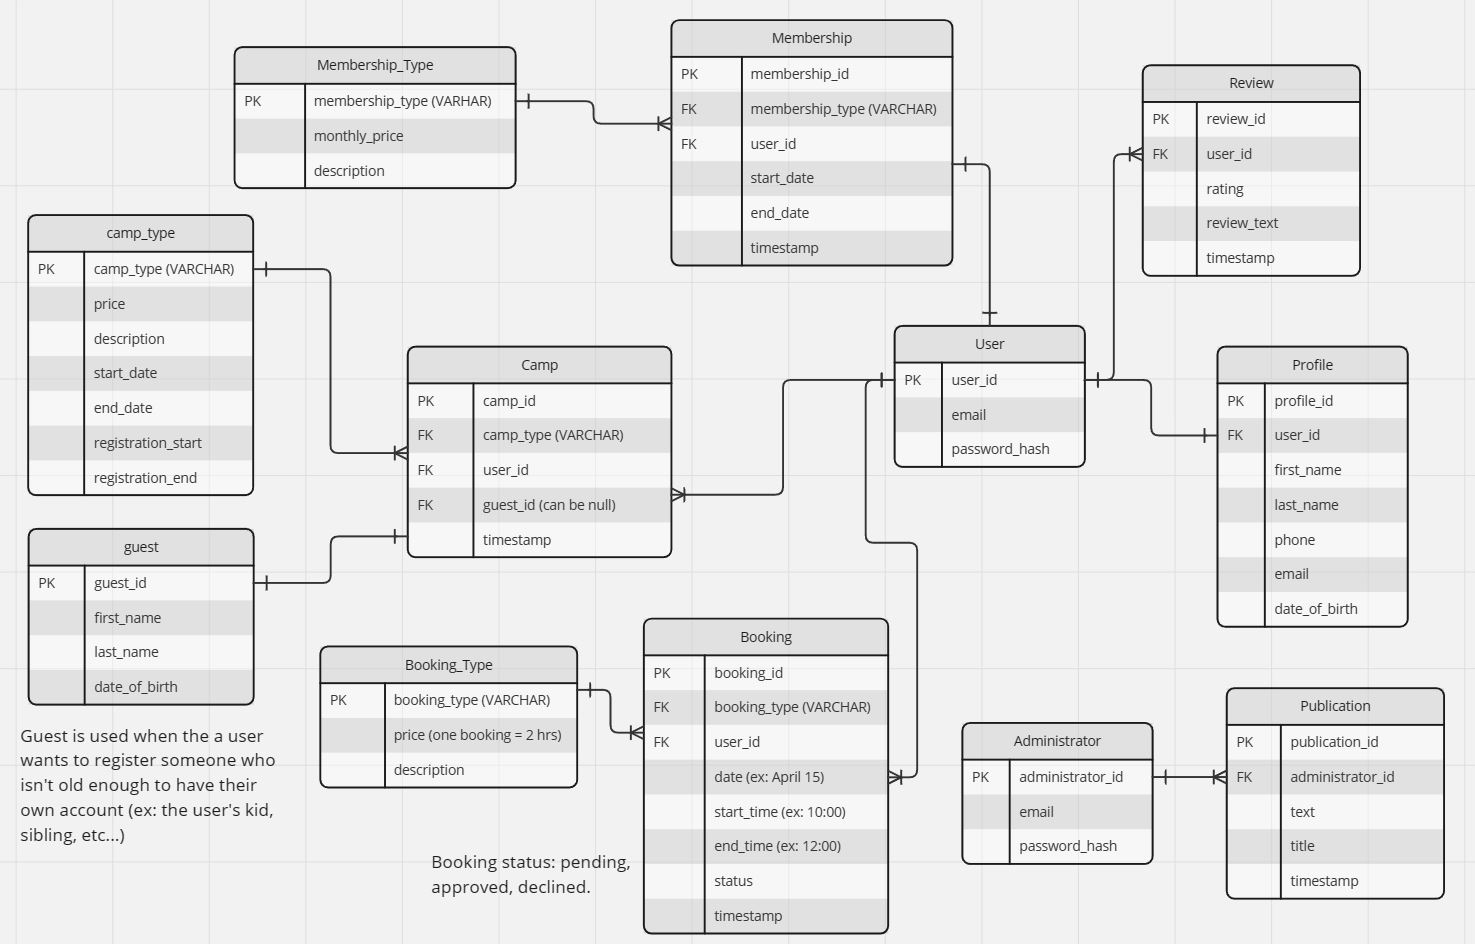 Membership_Type
PK membership_type (VARHAR)
monthly_price
description
Membership
PK membership_id
FK membership_type (VARCHAR)
FK user_id
start_date
end_date
timestamp
Review
PK review_id
FK user_id
rating
review_text
timestamp
camp_type
PK camp_type (VARCHAR)
price
description
start_date
end_date
registration_start
registration_end
Camp
PK camp_id
FK camp_type (VARCHAR)
FK user_id
FK guest_id (can be null)
timestamp
User
PK user_id
email
password_hash
Profile
PK profile_id
FK user_id
first_name
last_name
phone
email
date_of_birth
guest
PK guest_id
first_name
last_name
date_of_birth
Guest is used when the a user
wants to register someone who
isn't old enough to have their
own account (ex: the user's kid,
sibling, etc...)
Booking_Type
PK booking_type (VARCHAR)
price (one booking = 2 hrs)
description
Booking
PK booking_id
FK booking_type (VARCHAR)
FK user_id
date (ex: April 15)
start_time (ex: 10:00)
end_time (ex: 12:00)
status
timestamp
Booking status: pending,
approved, declined.
Administrator
PK administrator_id
email
password_hash
Publication
PK publication_id
FK administrator_id
text
title
timestamp